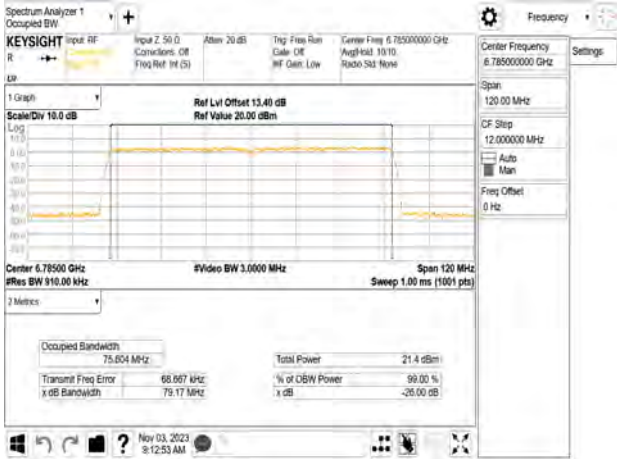 Spectrum Analyzer 1
Occupied BW
+
Frequency
KEYSIGHT Input: RF
R
Input Z: 50 Ω
Corrections: Off
Freq Ref: Int (S)
Atten: 20 dB
Trig: Free Run
Gate: Off
#IF Gain: Low
Center Freq: 6.785000000 GHz
Avg|Hold: 10/10
Radio Std: None
Center Frequency
6.785000000 GHz
Settings
Span
120.00 MHz
CF Step
12.000000 MHz
Auto
Man
Freq Offset
0 Hz
1 Graph
Scale/Div 10.0 dB
Ref Lvl Offset 13.40 dB
Ref Value 20.00 dBm
Log
10.0
0.00
Center 6.78500 GHz
#Res BW 910.00 kHz
#Video BW 3.0000 MHz
Span 120 MHz
Sweep 1.00 ms (1001 pts)
2 Metrics
Occupied Bandwidth
75.604 MHz
Total Power 21.4 dBm
Transmit Freq Error 68.667 kHz
% of OBW Power 99.00 %
x dB Bandwidth 79.17 MHz
x dB -26.00 dB
?
Nov 03, 2023
9:12:53 AM